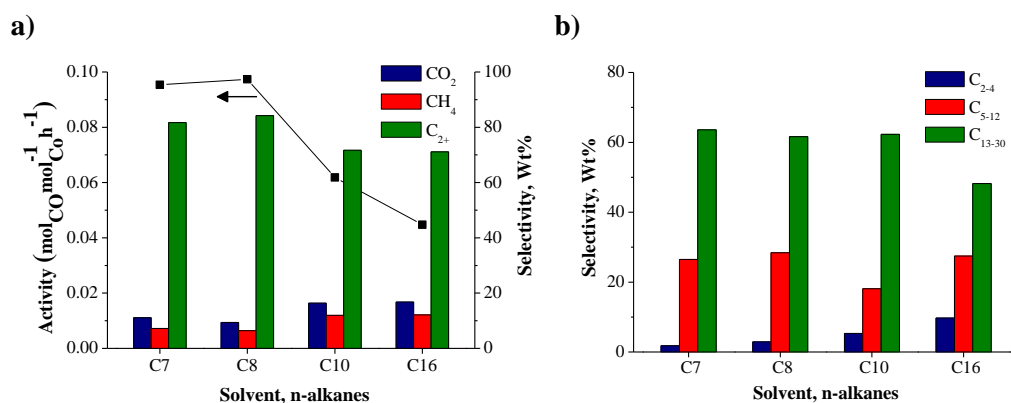 a)
0.10
0.08
0.06
0.04
0.02
0.00
Activity (mol_CO^-1 mol_Co^-1 h^-1)
CO₂
CH₄
C₂₊
100
80
60
40
20
0
Selectivity, Wt%
C7 C8 C10 C16
Solvent, n-alkanes
b)
80
60
40
20
0
Selectivity, Wt%
C₂₋₄
C₅₋₁₂
C₁₃₋₃₀
C7 C8 C10 C16
Solvent, n-alkanes